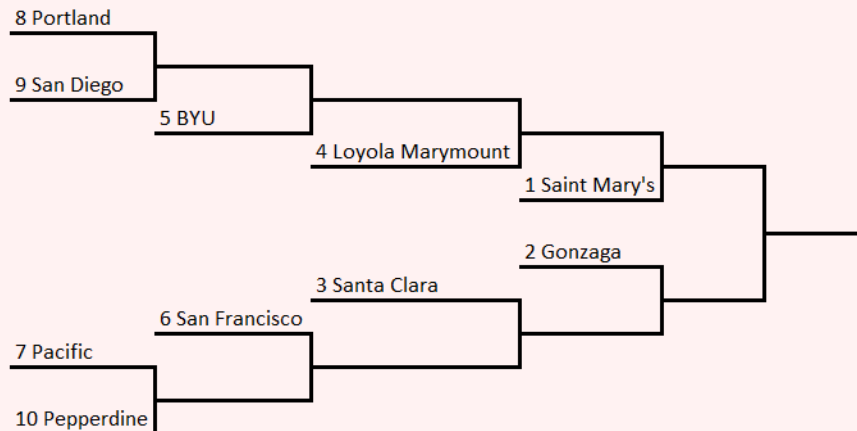 8 Portland
9 San Diego
5 BYU
4 Loyola Marymount
1 Saint Mary's
2 Gonzaga
3 Santa Clara
6 San Francisco
7 Pacific
10 Pepperdine